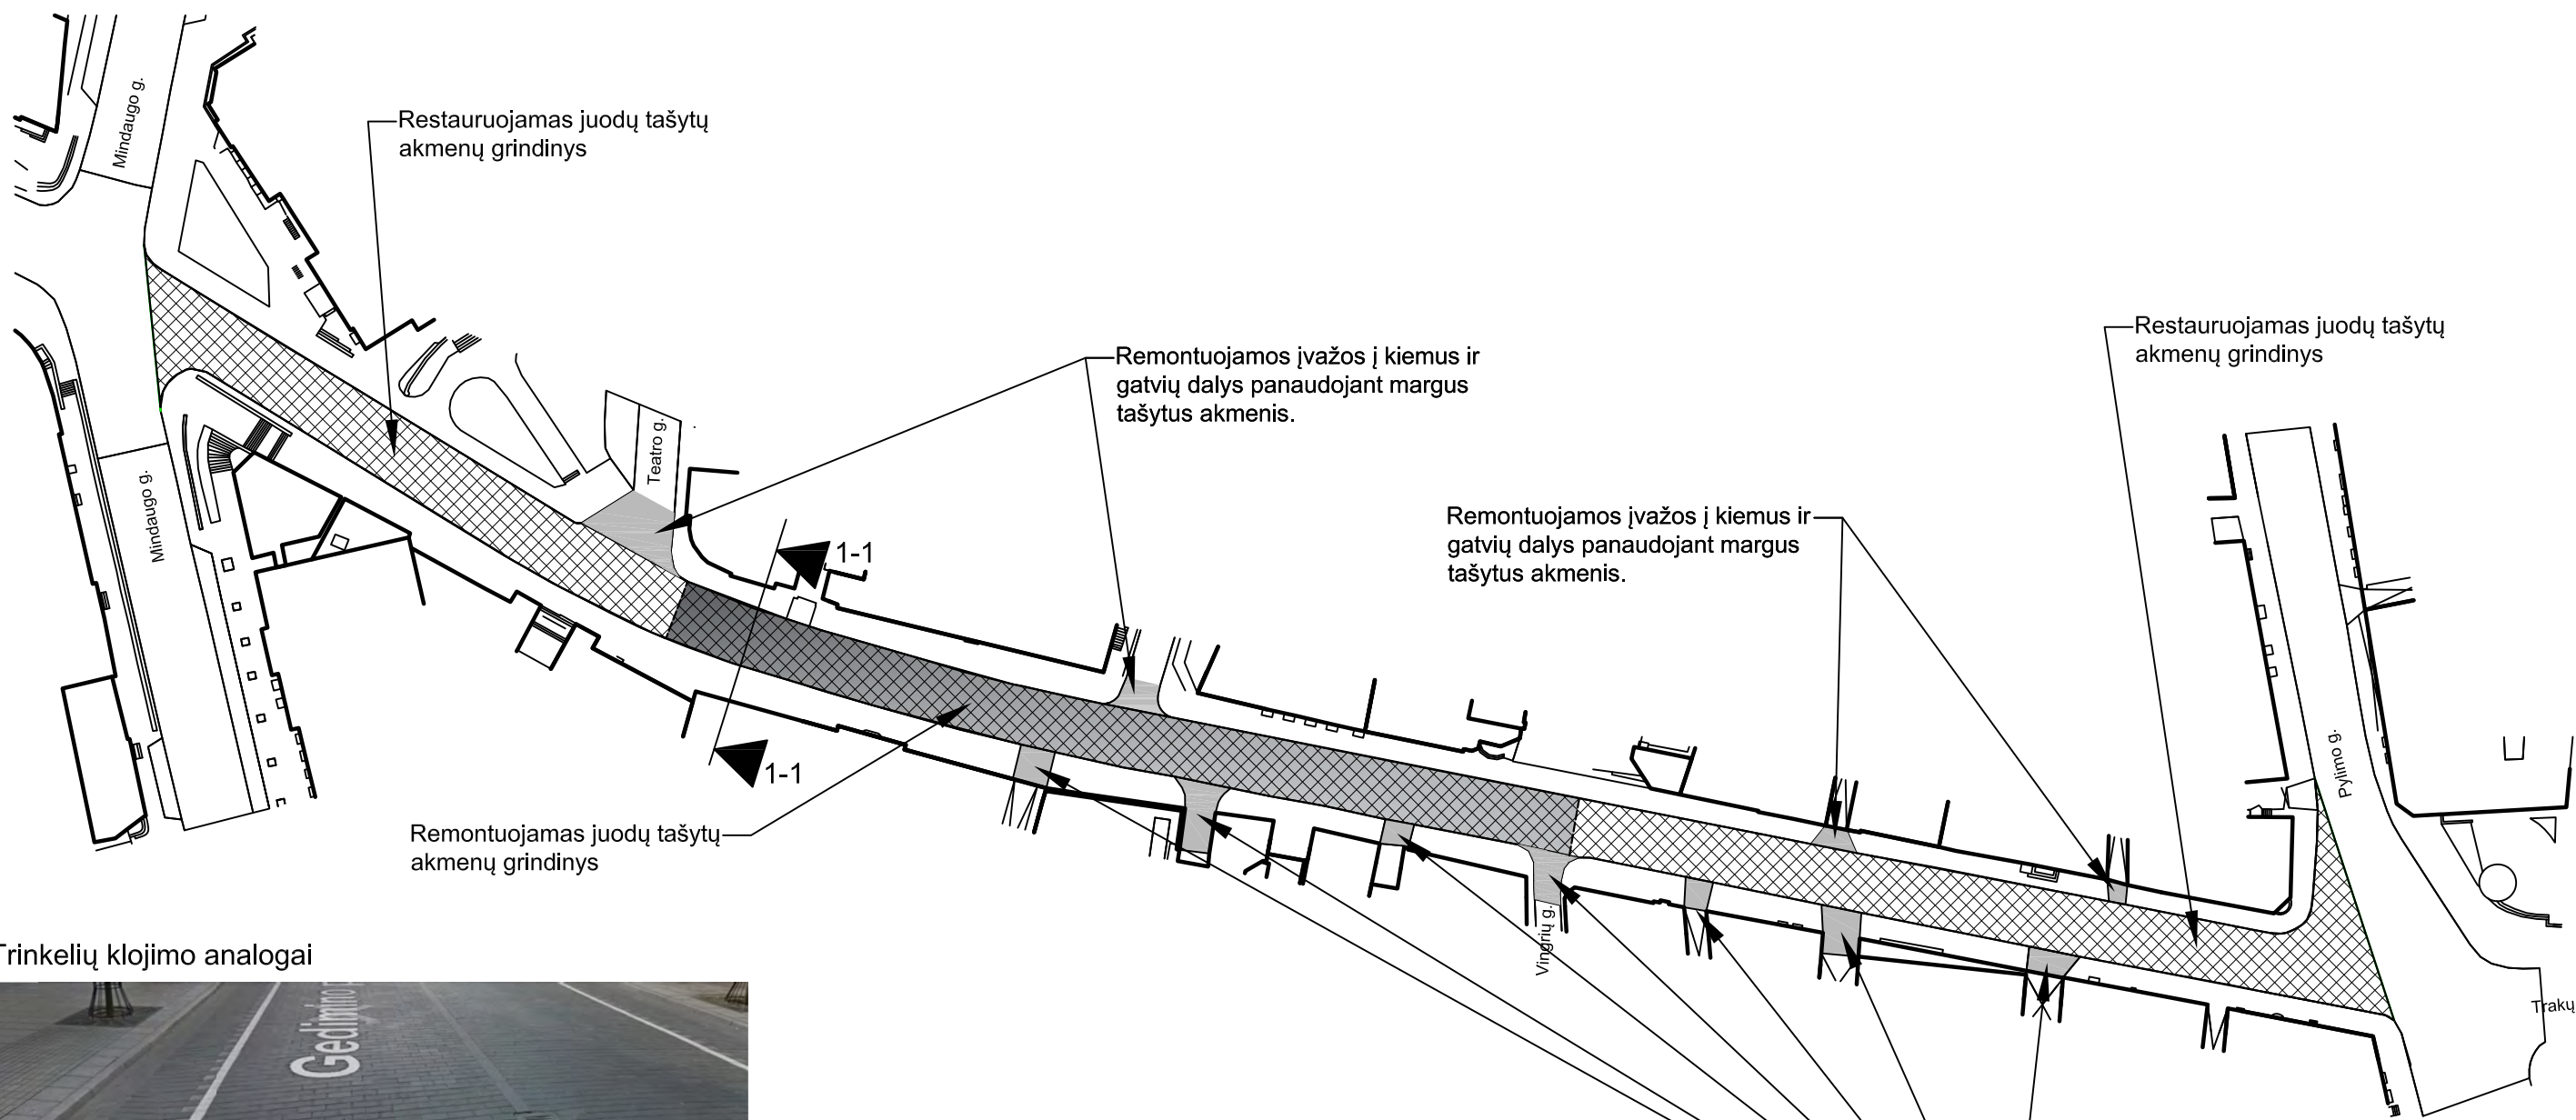 Mindaugo g.
Restauruojamas juodų tašytų
akmenų grindinys
Restauruojamas juodų tašytų
akmenų grindinys
Remontuojamos įvažos į kiemus ir
gatvių dalys panaudojant margus
tašytus akmenis.
Teatro g.
Mindaugo g.
Remontuojamos įvažos į kiemus ir
gatvių dalys panaudojant margus
tašytus akmenis.
1-1
Pylimo g.
1-1
Remontuojamas juodų tašytų
akmenų grindinys
Vingrių g.
Trinkelių klojimo analogai
Trakų
Gedimino p